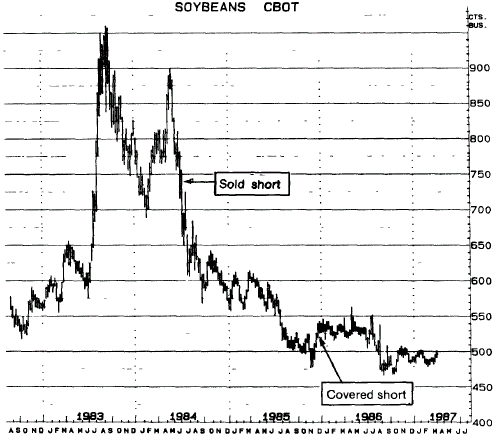 SOYBEANS CBOT
CTS.
BUS.
900
850
800
750
Sold short
700
650
600
550
500
Covered short
450
1983 1984 1985 1986 1987
A S O N D J F M A M J J A S O N D J F M A M J J A S O N D J F M A M J J A S O N D J F M A M J J A S O N D J F M A M J J 400